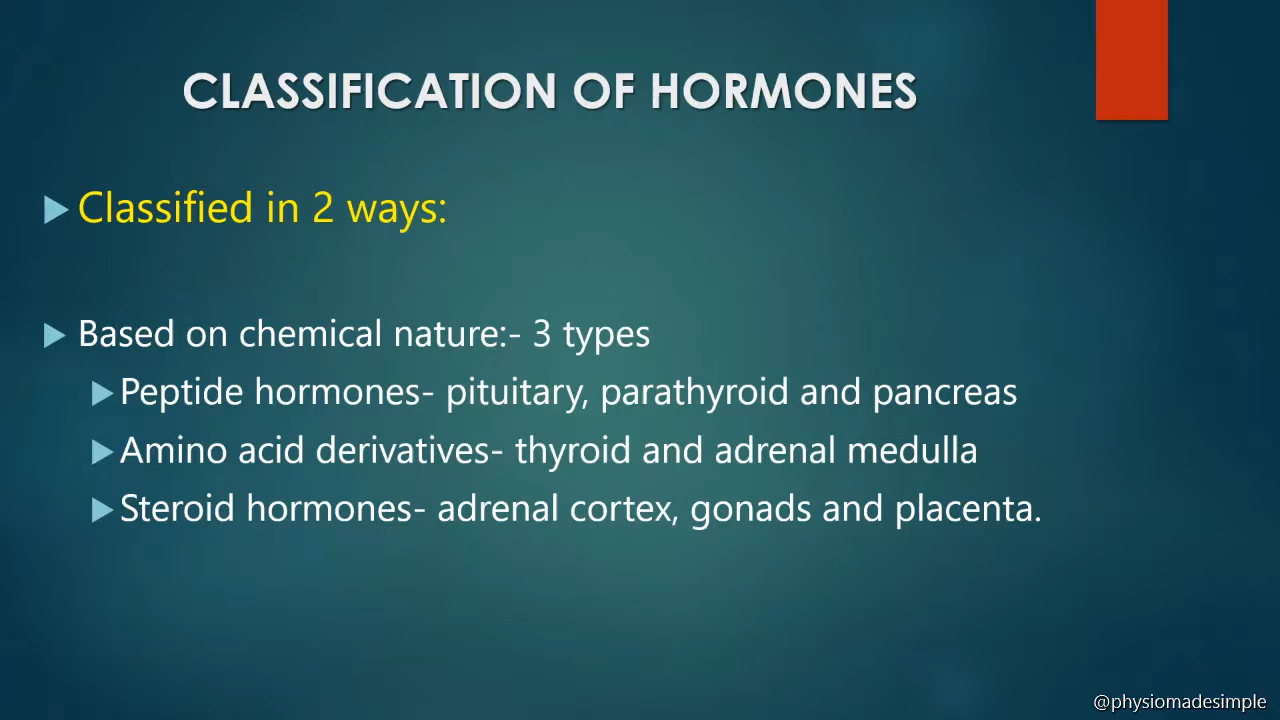 CLASSIFICATION OF HORMONES
Classified in 2 ways:
Based on chemical nature:- 3 types
Peptide hormones- pituitary, parathyroid and pancreas
Amino acid derivatives- thyroid and adrenal medulla
Steroid hormones- adrenal cortex, gonads and placenta.
@physiomadesimple